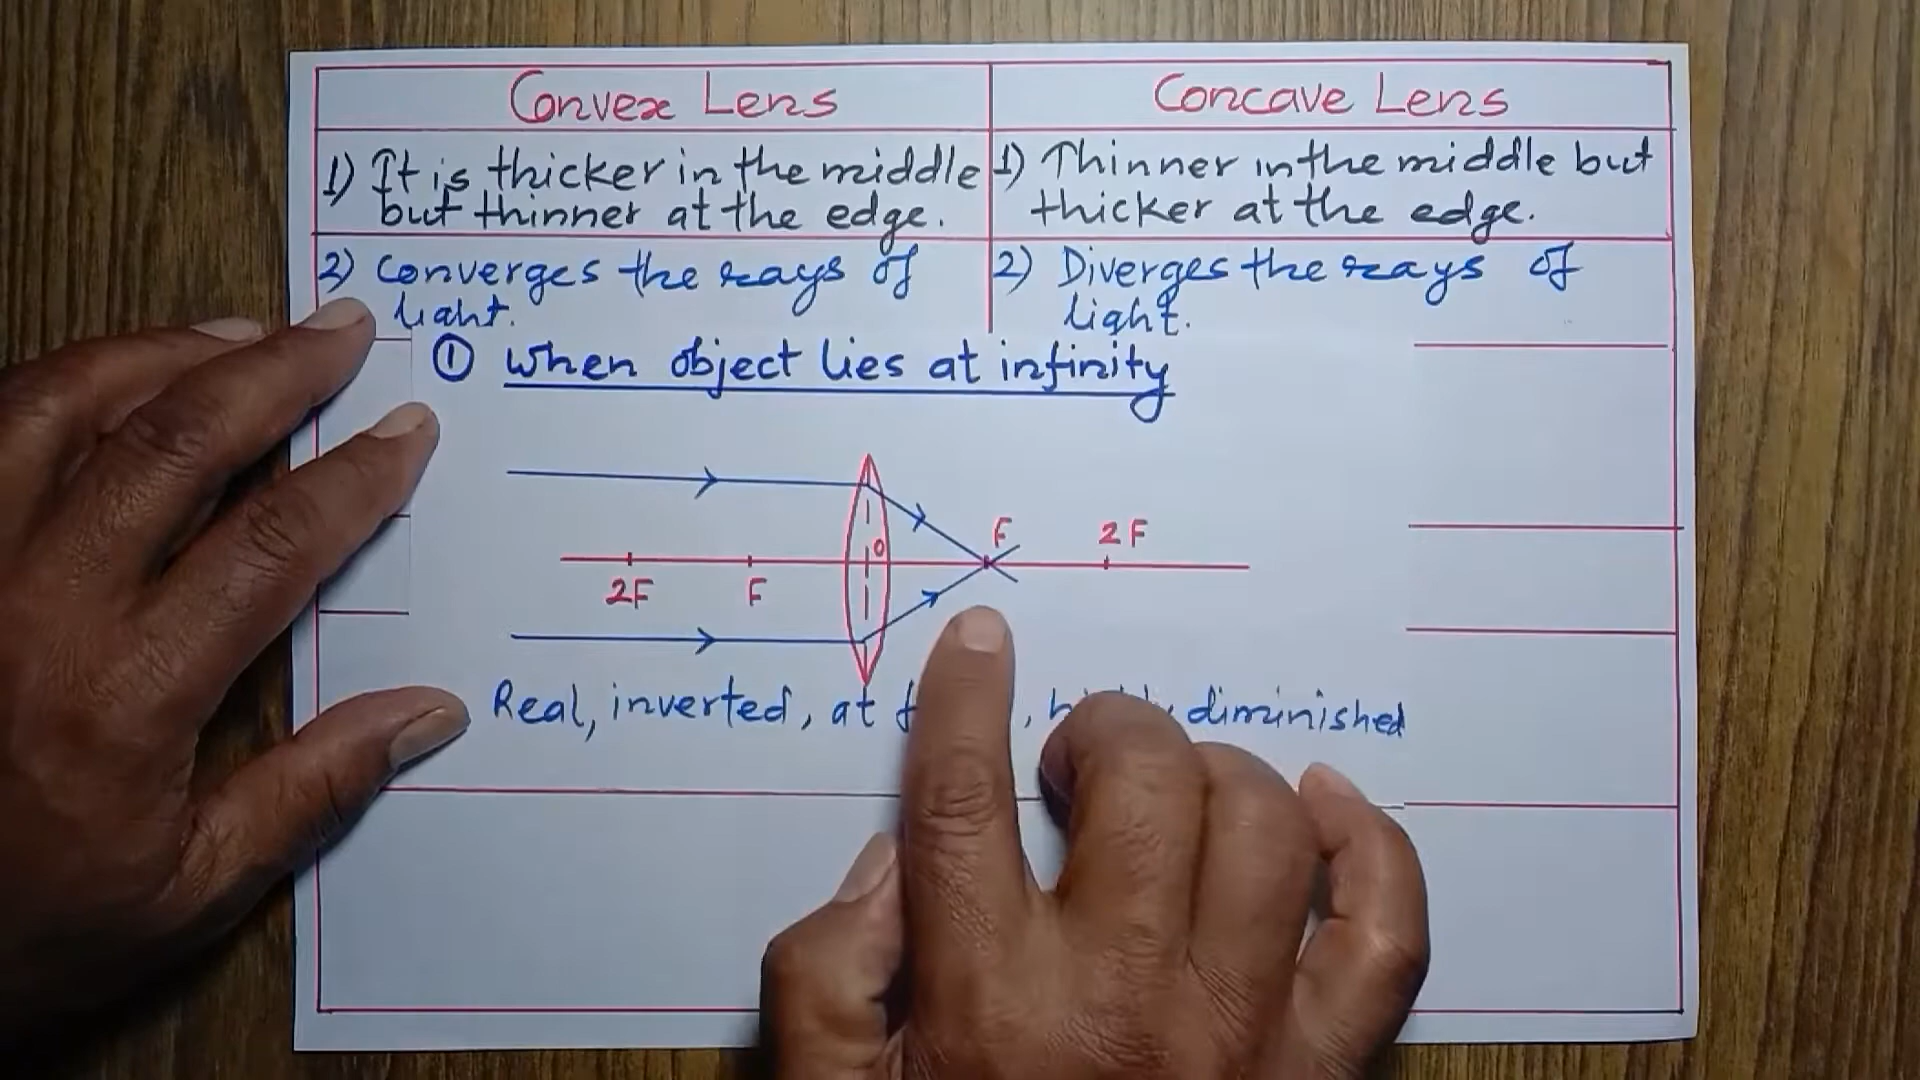 Convex Lens
Concave Lens
1) It is thicker in the middle
but thinner at the edge.
1) Thinner in the middle but
thicker at the edge.
2) Converges the rays of
light.
2) Diverges the rays of
light.
① When object lies at infinity
F
2F
O
2F
F
Real, inverted, at , diminished